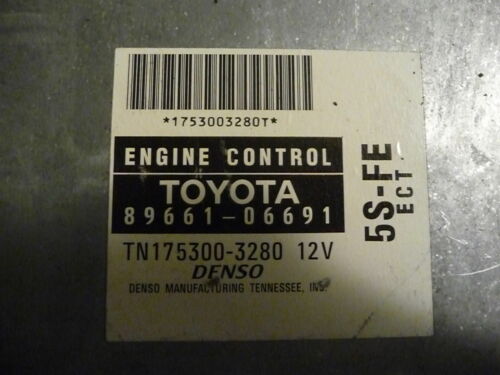 *1753003280T*
ENGINE CONTROL
TOYOTA
89661-06691
TN175300-3280 12V
DENSO
DENSO MANUFACTURING TENNESSEE, INC.
5S-FE
ECT